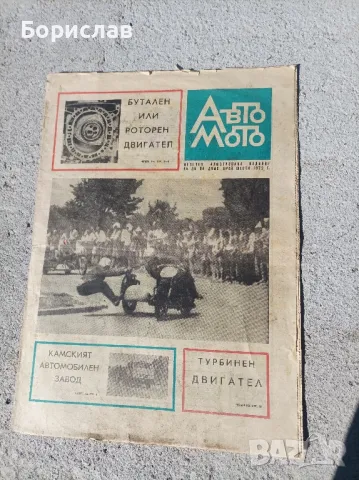 Борислав
БУТАЛЕН
ИЛИ
РОТОРЕН
ДВИГАТЕЛ
АВТО
МОТО
КАМСКИЯТ
АВТОМОБИЛЕН
ЗАВОД
ТУРБИНЕН
ДВИГАТЕЛ
BAZAR